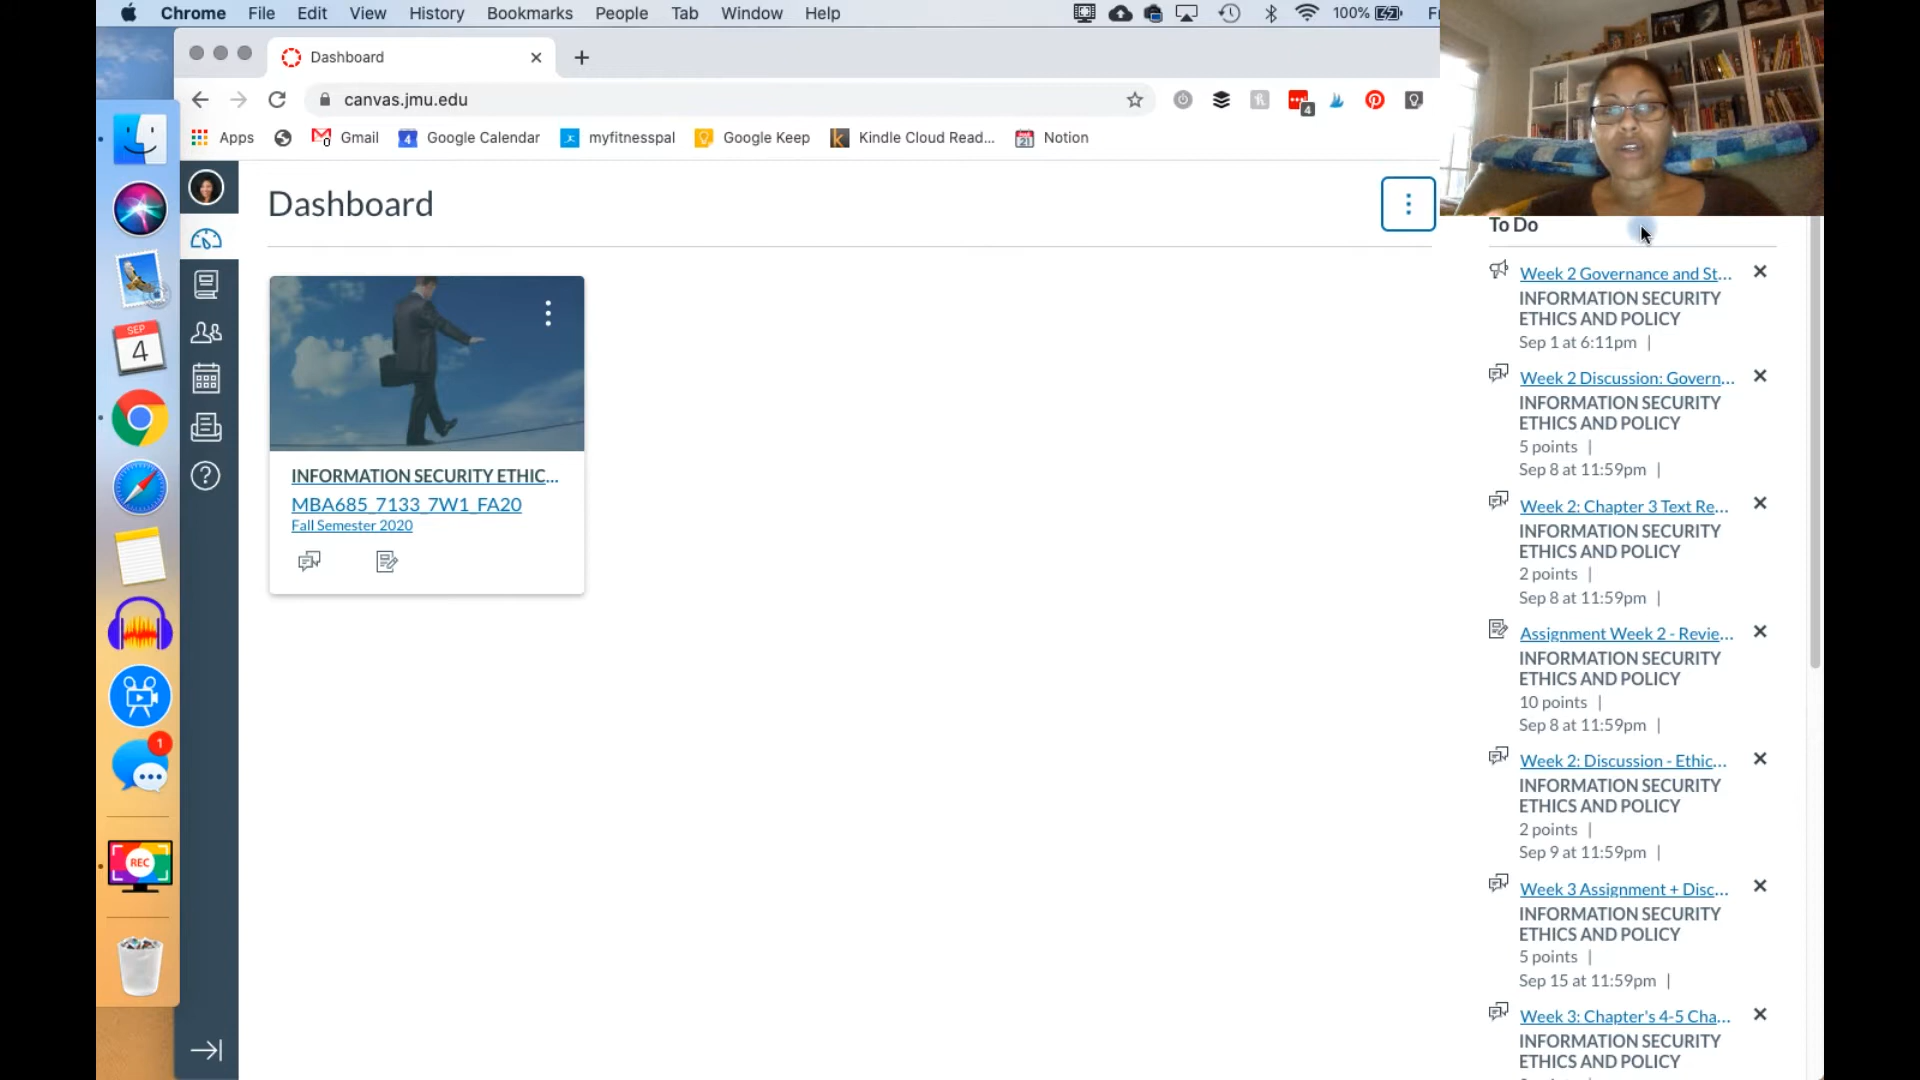 Chrome File Edit View History Bookmarks People Tab Window Help 100%
Dashboard
canvas.jmu.edu
4
Apps Gmail 4 Google Calendar myfitnesspal Google Keep Kindle Cloud Read... 21 Notion
Dashboard
SEP
4
INFORMATION SECURITY ETHIC...
MBA685_7133_7W1_FA20
Fall Semester 2020
1
REC
To Do
Week 2 Governance and St...
INFORMATION SECURITY
ETHICS AND POLICY
Sep 1 at 6:11pm |
Week 2 Discussion: Govern...
INFORMATION SECURITY
ETHICS AND POLICY
5 points |
Sep 8 at 11:59pm |
Week 2: Chapter 3 Text Re...
INFORMATION SECURITY
ETHICS AND POLICY
2 points |
Sep 8 at 11:59pm |
Assignment Week 2 - Revie...
INFORMATION SECURITY
ETHICS AND POLICY
10 points |
Sep 8 at 11:59pm |
Week 2: Discussion - Ethic...
INFORMATION SECURITY
ETHICS AND POLICY
2 points |
Sep 9 at 11:59pm |
Week 3 Assignment + Disc...
INFORMATION SECURITY
ETHICS AND POLICY
5 points |
Sep 15 at 11:59pm |
Week 3: Chapter's 4-5 Cha...
INFORMATION SECURITY
ETHICS AND POLICY